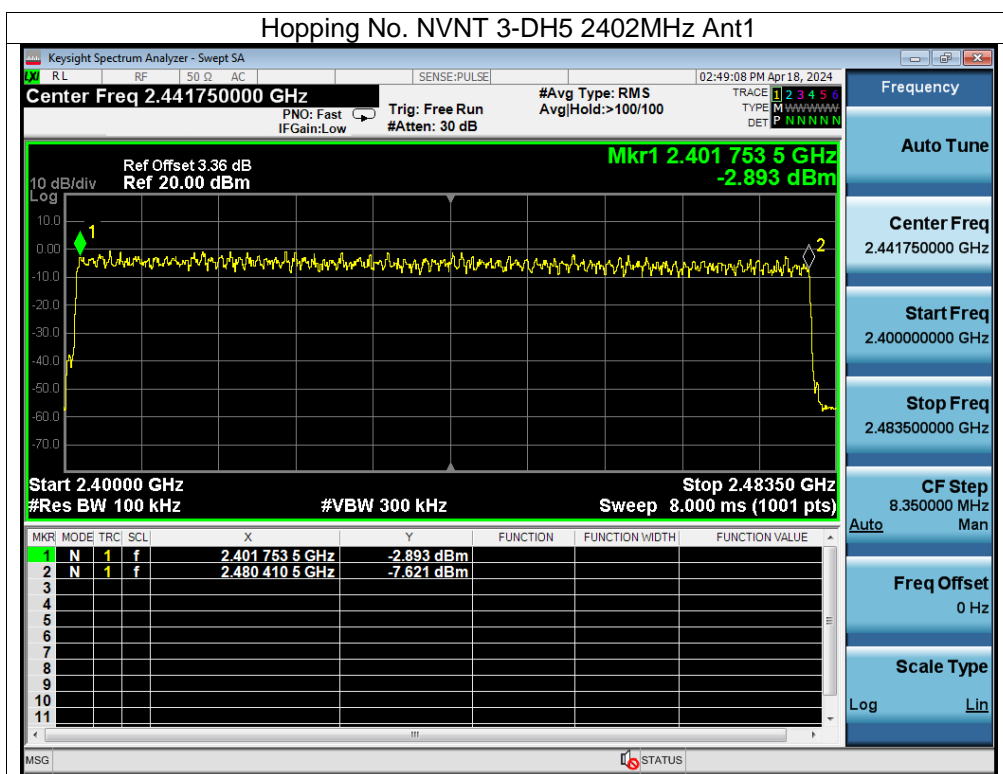 Hopping No. NVNT 3-DH5 2402MHz Ant1
Keysight Spectrum Analyzer - Swept SA
LXI RL RF 50 Ω AC SENSE:PULSE 02:49:08 PM Apr 18, 2024
Center Freq 2.441750000 GHz
PNO: Fast
IFGain:Low
Trig: Free Run
#Atten: 30 dB
#Avg Type: RMS
Avg|Hold:>100/100
TRACE 1 2 3 4 5 6
TYPE M W W W W W
DET P N N N N N
Frequency
Auto Tune
Center Freq
2.441750000 GHz
Start Freq
2.400000000 GHz
Stop Freq
2.483500000 GHz
CF Step
8.350000 MHz
Auto Man
Freq Offset
0 Hz
Scale Type
Log Lin
Ref Offset 3.36 dB
10 dB/div Ref 20.00 dBm
Log
Mkr1 2.401 753 5 GHz
-2.893 dBm
10.0
0.00
-10.0
-20.0
-30.0
-40.0
-50.0
-60.0
-70.0
1
2
Start 2.40000 GHz Stop 2.48350 GHz
#Res BW 100 kHz #VBW 300 kHz Sweep 8.000 ms (1001 pts)
MKR MODE TRC SCL X Y FUNCTION FUNCTION WIDTH FUNCTION VALUE
1 N 1 f 2.401 753 5 GHz -2.893 dBm
2 N 1 f 2.480 410 5 GHz -7.621 dBm
3
4
5
6
7
8
9
10
11
MSG STATUS